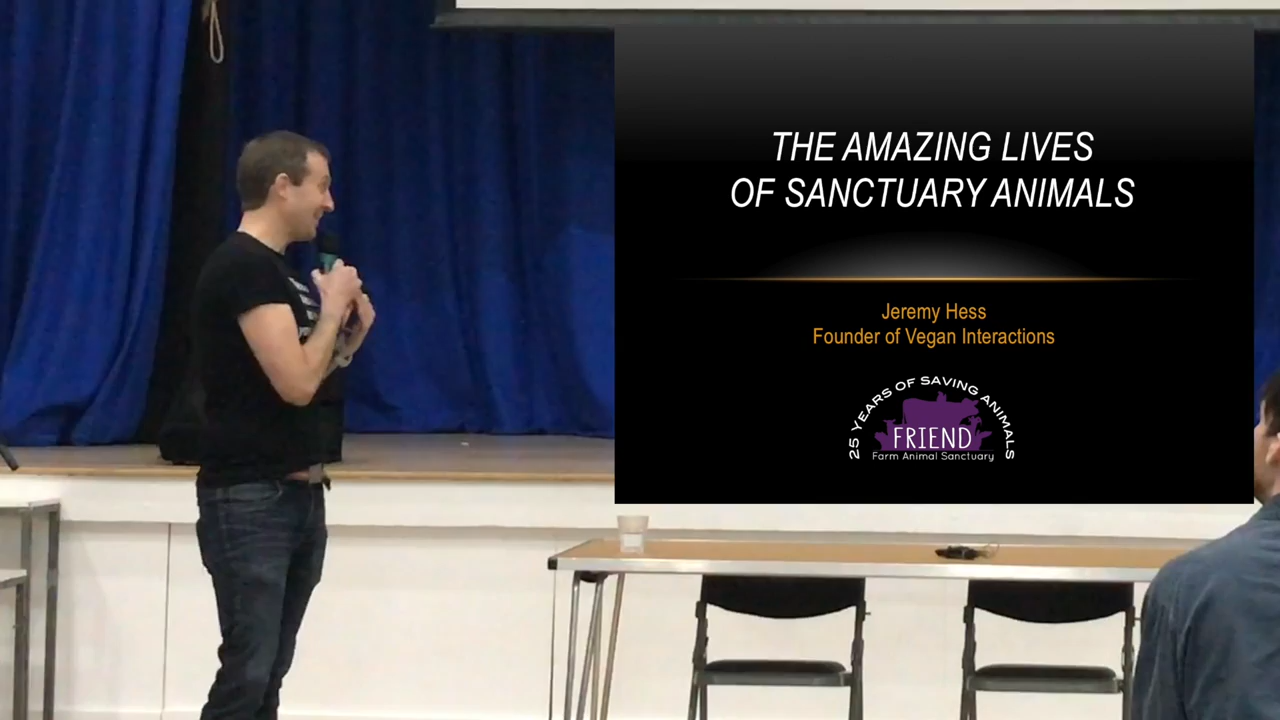 THE AMAZING LIVES
OF SANCTUARY ANIMALS
Jeremy Hess
Founder of Vegan Interactions
25 YEARS OF SAVING ANIMALS
FRIEND
Farm Animal Sanctuary